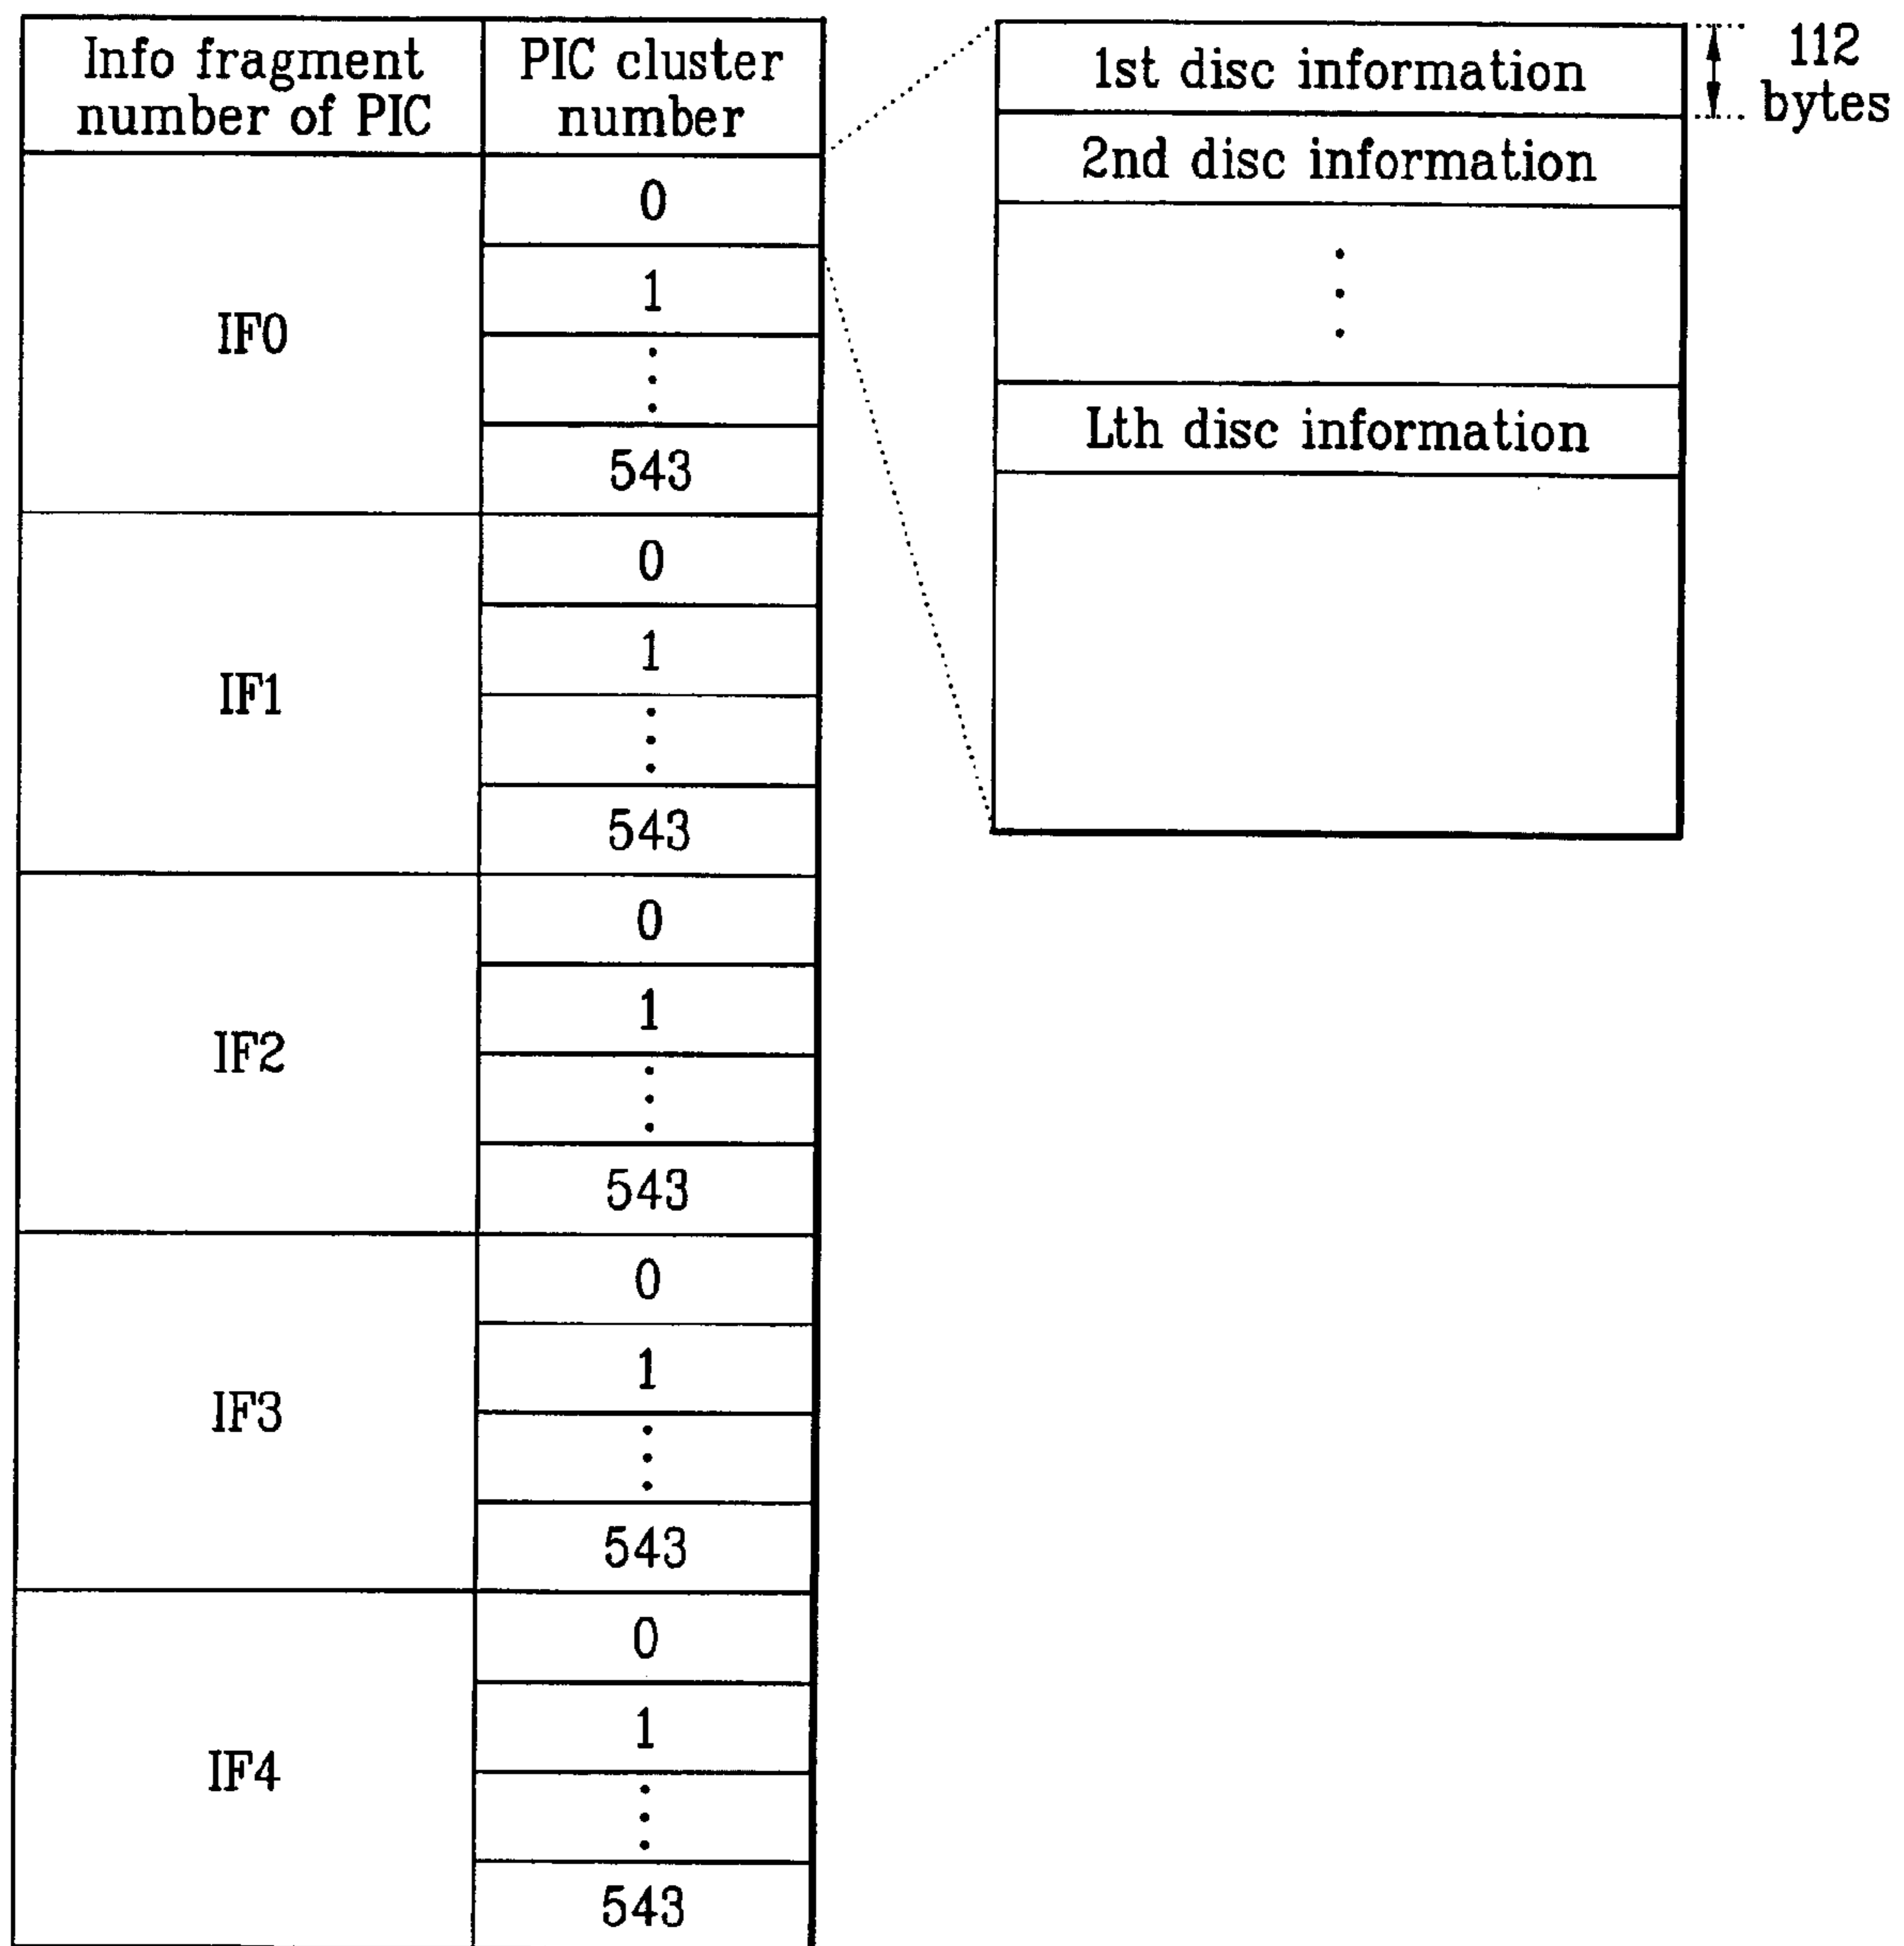 Info fragment
number of PIC
PIC cluster
number
IF0
0
1
543
IF1
0
1
543
IF2
0
1
543
IF3
0
1
543
IF4
0
1
543
1st disc information
2nd disc information
Lth disc information
112
bytes